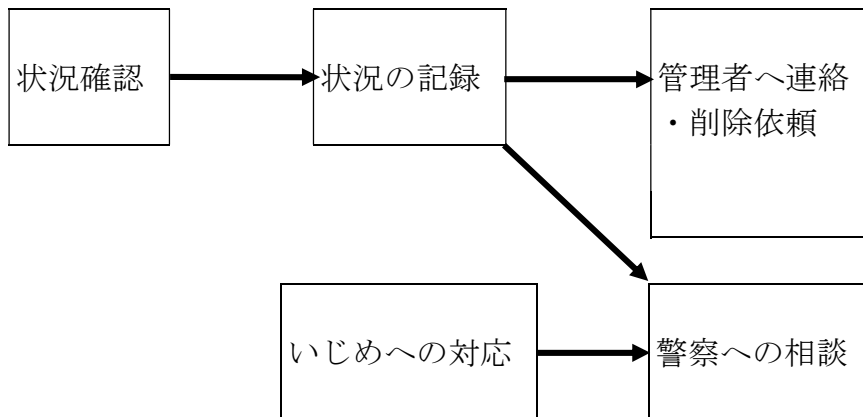 状況確認
状況の記録
管理者へ連絡
・削除依頼
いじめへの対応
警察への相談